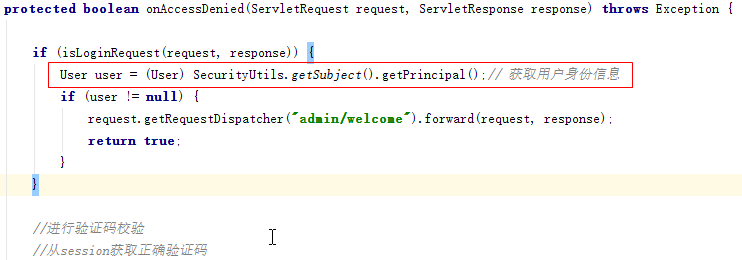 protected boolean onAccessDenied(ServletRequest request, ServletResponse response) throws Exception {
if (isLoginRequest(request, response)) {
User user = (User) SecurityUtils.getSubject().getPrincipal();// 获取用户身份信息
if (user != null) {
request.getRequestDispatcher("admin/welcome").forward(request, response);
return true;
}
}
//进行验证码校验
//从session获取正确验证码